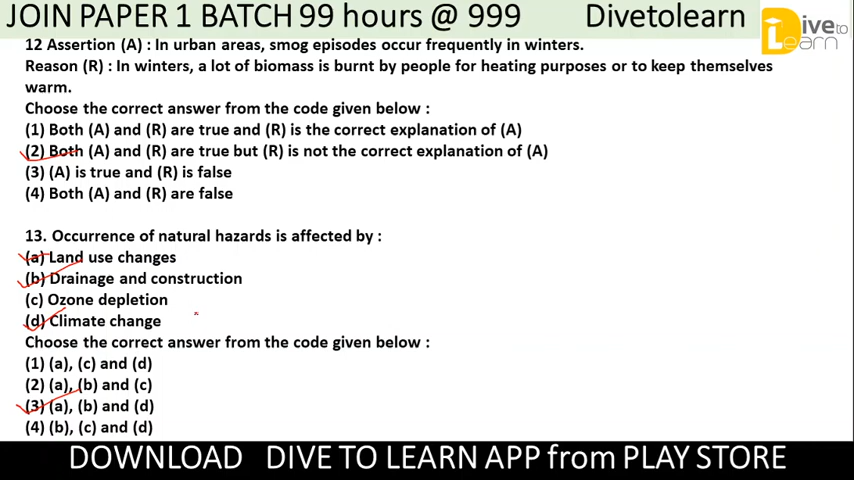 JOIN PAPER 1 BATCH 99 hours @ 999 Divetolearn
Dive to Learn
12 Assertion (A) : In urban areas, smog episodes occur frequently in winters.
Reason (R) : In winters, a lot of biomass is burnt by people for heating purposes or to keep themselves
warm.
Choose the correct answer from the code given below :
(1) Both (A) and (R) are true and (R) is the correct explanation of (A)
(2) Both (A) and (R) are true but (R) is not the correct explanation of (A)
(3) (A) is true and (R) is false
(4) Both (A) and (R) are false
13. Occurrence of natural hazards is affected by :
(a) Land use changes
(b) Drainage and construction
(c) Ozone depletion
(d) Climate change
Choose the correct answer from the code given below :
(1) (a), (c) and (d)
(2) (a), (b) and (c)
(3) (a), (b) and (d)
(4) (b), (c) and (d)
DOWNLOAD DIVE TO LEARN APP from PLAY STORE